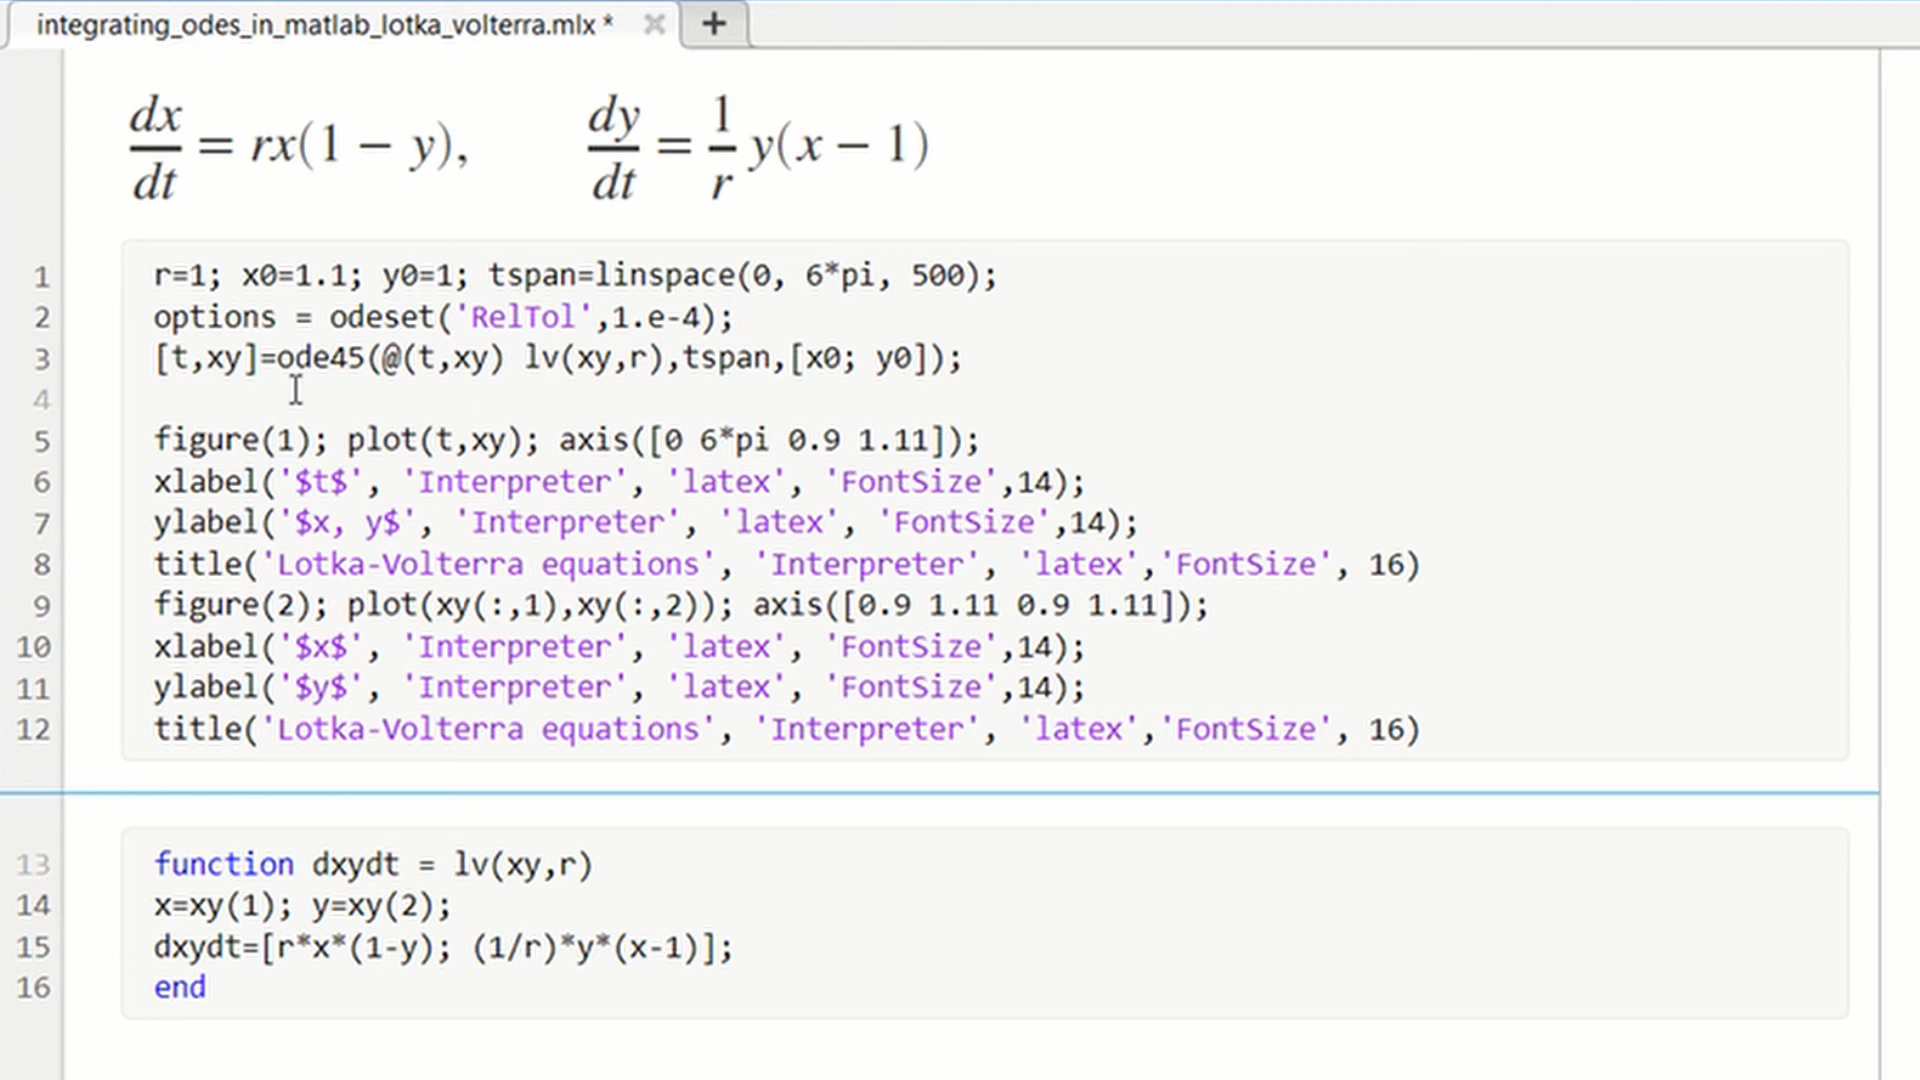 integrating_odes_in_matlab_lotka_volterra.mlx *
dx/dt = rx(1 − y), dy/dt = 1/r y(x − 1)
1 r=1; x0=1.1; y0=1; tspan=linspace(0, 6*pi, 500);
2 options = odeset('RelTol',1.e-4);
3 [t,xy]=ode45(@(t,xy) lv(xy,r),tspan,[x0; y0]);
4
5 figure(1); plot(t,xy); axis([0 6*pi 0.9 1.11]);
6 xlabel('$t$', 'Interpreter', 'latex', 'FontSize',14);
7 ylabel('$x, y$', 'Interpreter', 'latex', 'FontSize',14);
8 title('Lotka-Volterra equations', 'Interpreter', 'latex','FontSize', 16)
9 figure(2); plot(xy(:,1),xy(:,2)); axis([0.9 1.11 0.9 1.11]);
10 xlabel('$x$', 'Interpreter', 'latex', 'FontSize',14);
11 ylabel('$y$', 'Interpreter', 'latex', 'FontSize',14);
12 title('Lotka-Volterra equations', 'Interpreter', 'latex','FontSize', 16)
13 function dxydt = lv(xy,r)
14 x=xy(1); y=xy(2);
15 dxydt=[r*x*(1-y); (1/r)*y*(x-1)];
16 end